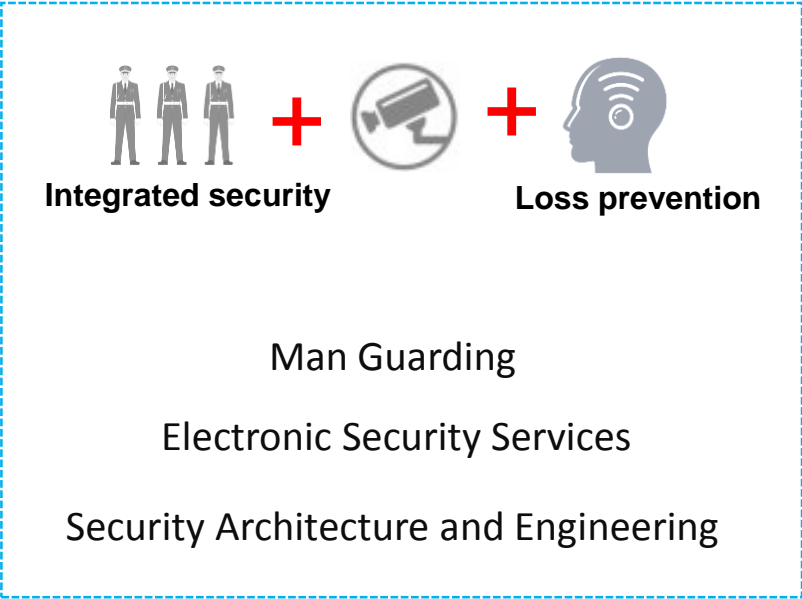 Integrated security
Loss prevention
Man Guarding
Electronic Security Services
Security Architecture and Engineering